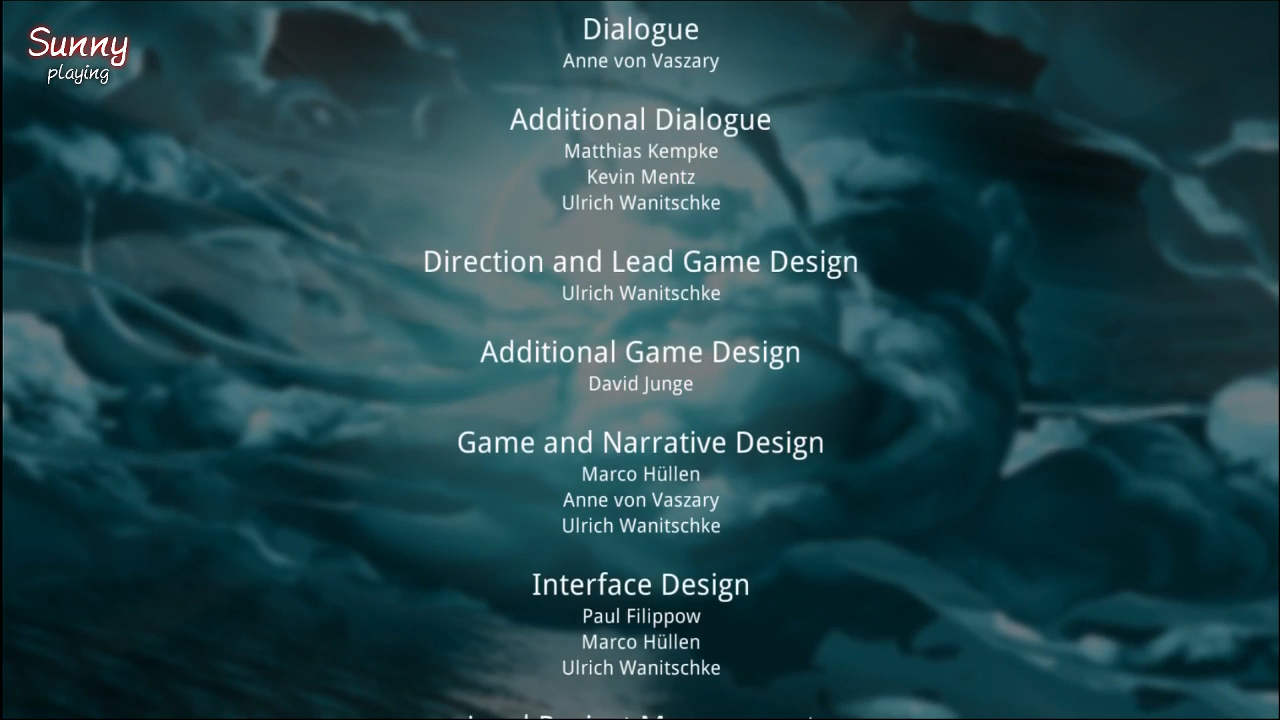 Sunny
playing
Dialogue
Anne von Vaszary
Additional Dialogue
Matthias Kempke
Kevin Mentz
Ulrich Wanitschke
Direction and Lead Game Design
Ulrich Wanitschke
Additional Game Design
David Junge
Game and Narrative Design
Marco Hüllen
Anne von Vaszary
Ulrich Wanitschke
Interface Design
Paul Filippow
Marco Hüllen
Ulrich Wanitschke